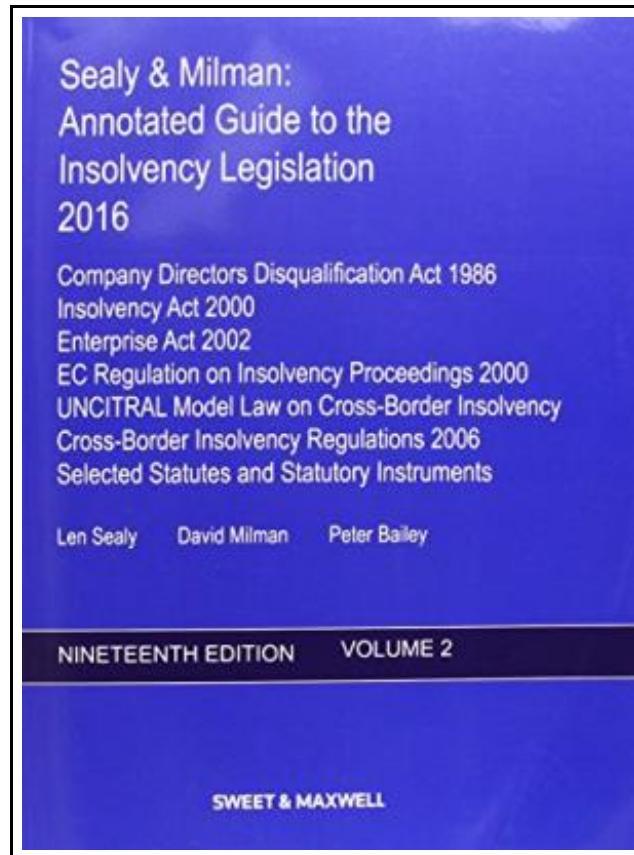 Sealy & Milman:
Annotated Guide to the
Insolvency Legislation
2016
Company Directors Disqualification Act 1986
Insolvency Act 2000
Enterprise Act 2002
EC Regulation on Insolvency Proceedings 2000
UNCITRAL Model Law on Cross-Border Insolvency
Cross-Border Insolvency Regulations 2006
Selected Statutes and Statutory Instruments
Len Sealy David Milman Peter Bailey
NINETEENTH EDITION VOLUME 2
SWEET & MAXWELL